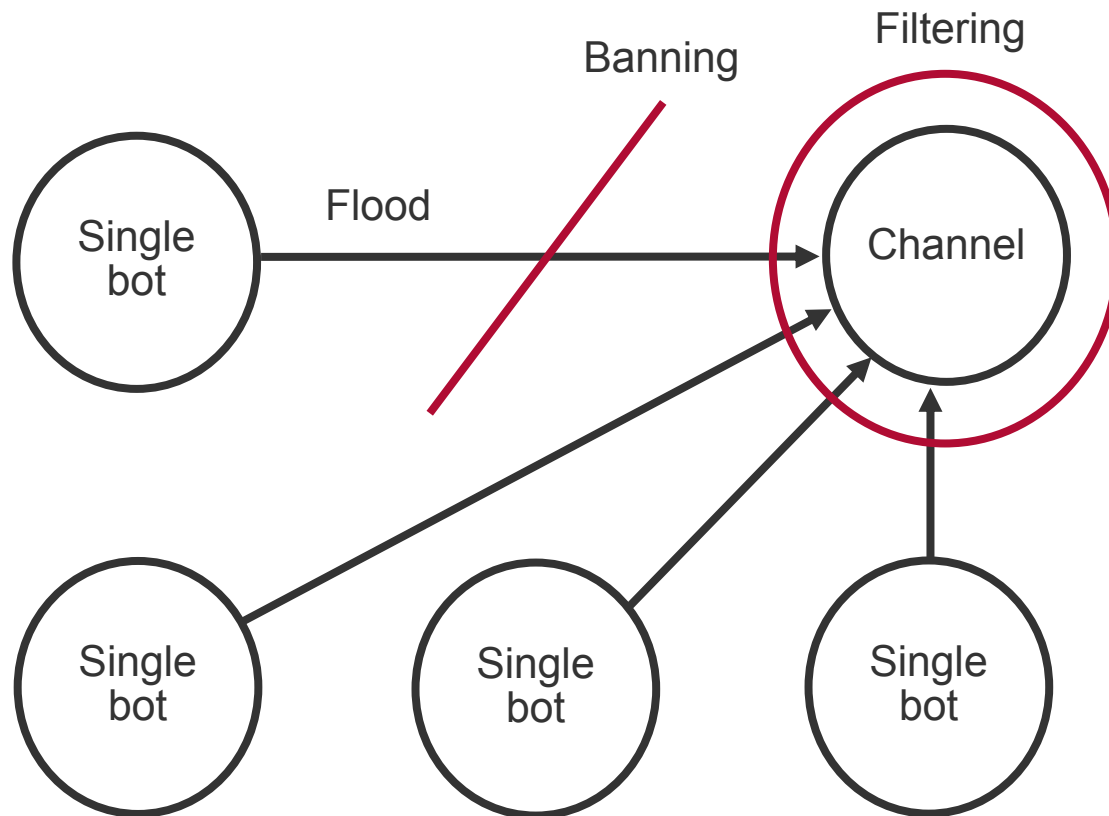 Filtering
Banning
Flood
Single
bot
Channel
Single
bot
Single
bot
Single
bot